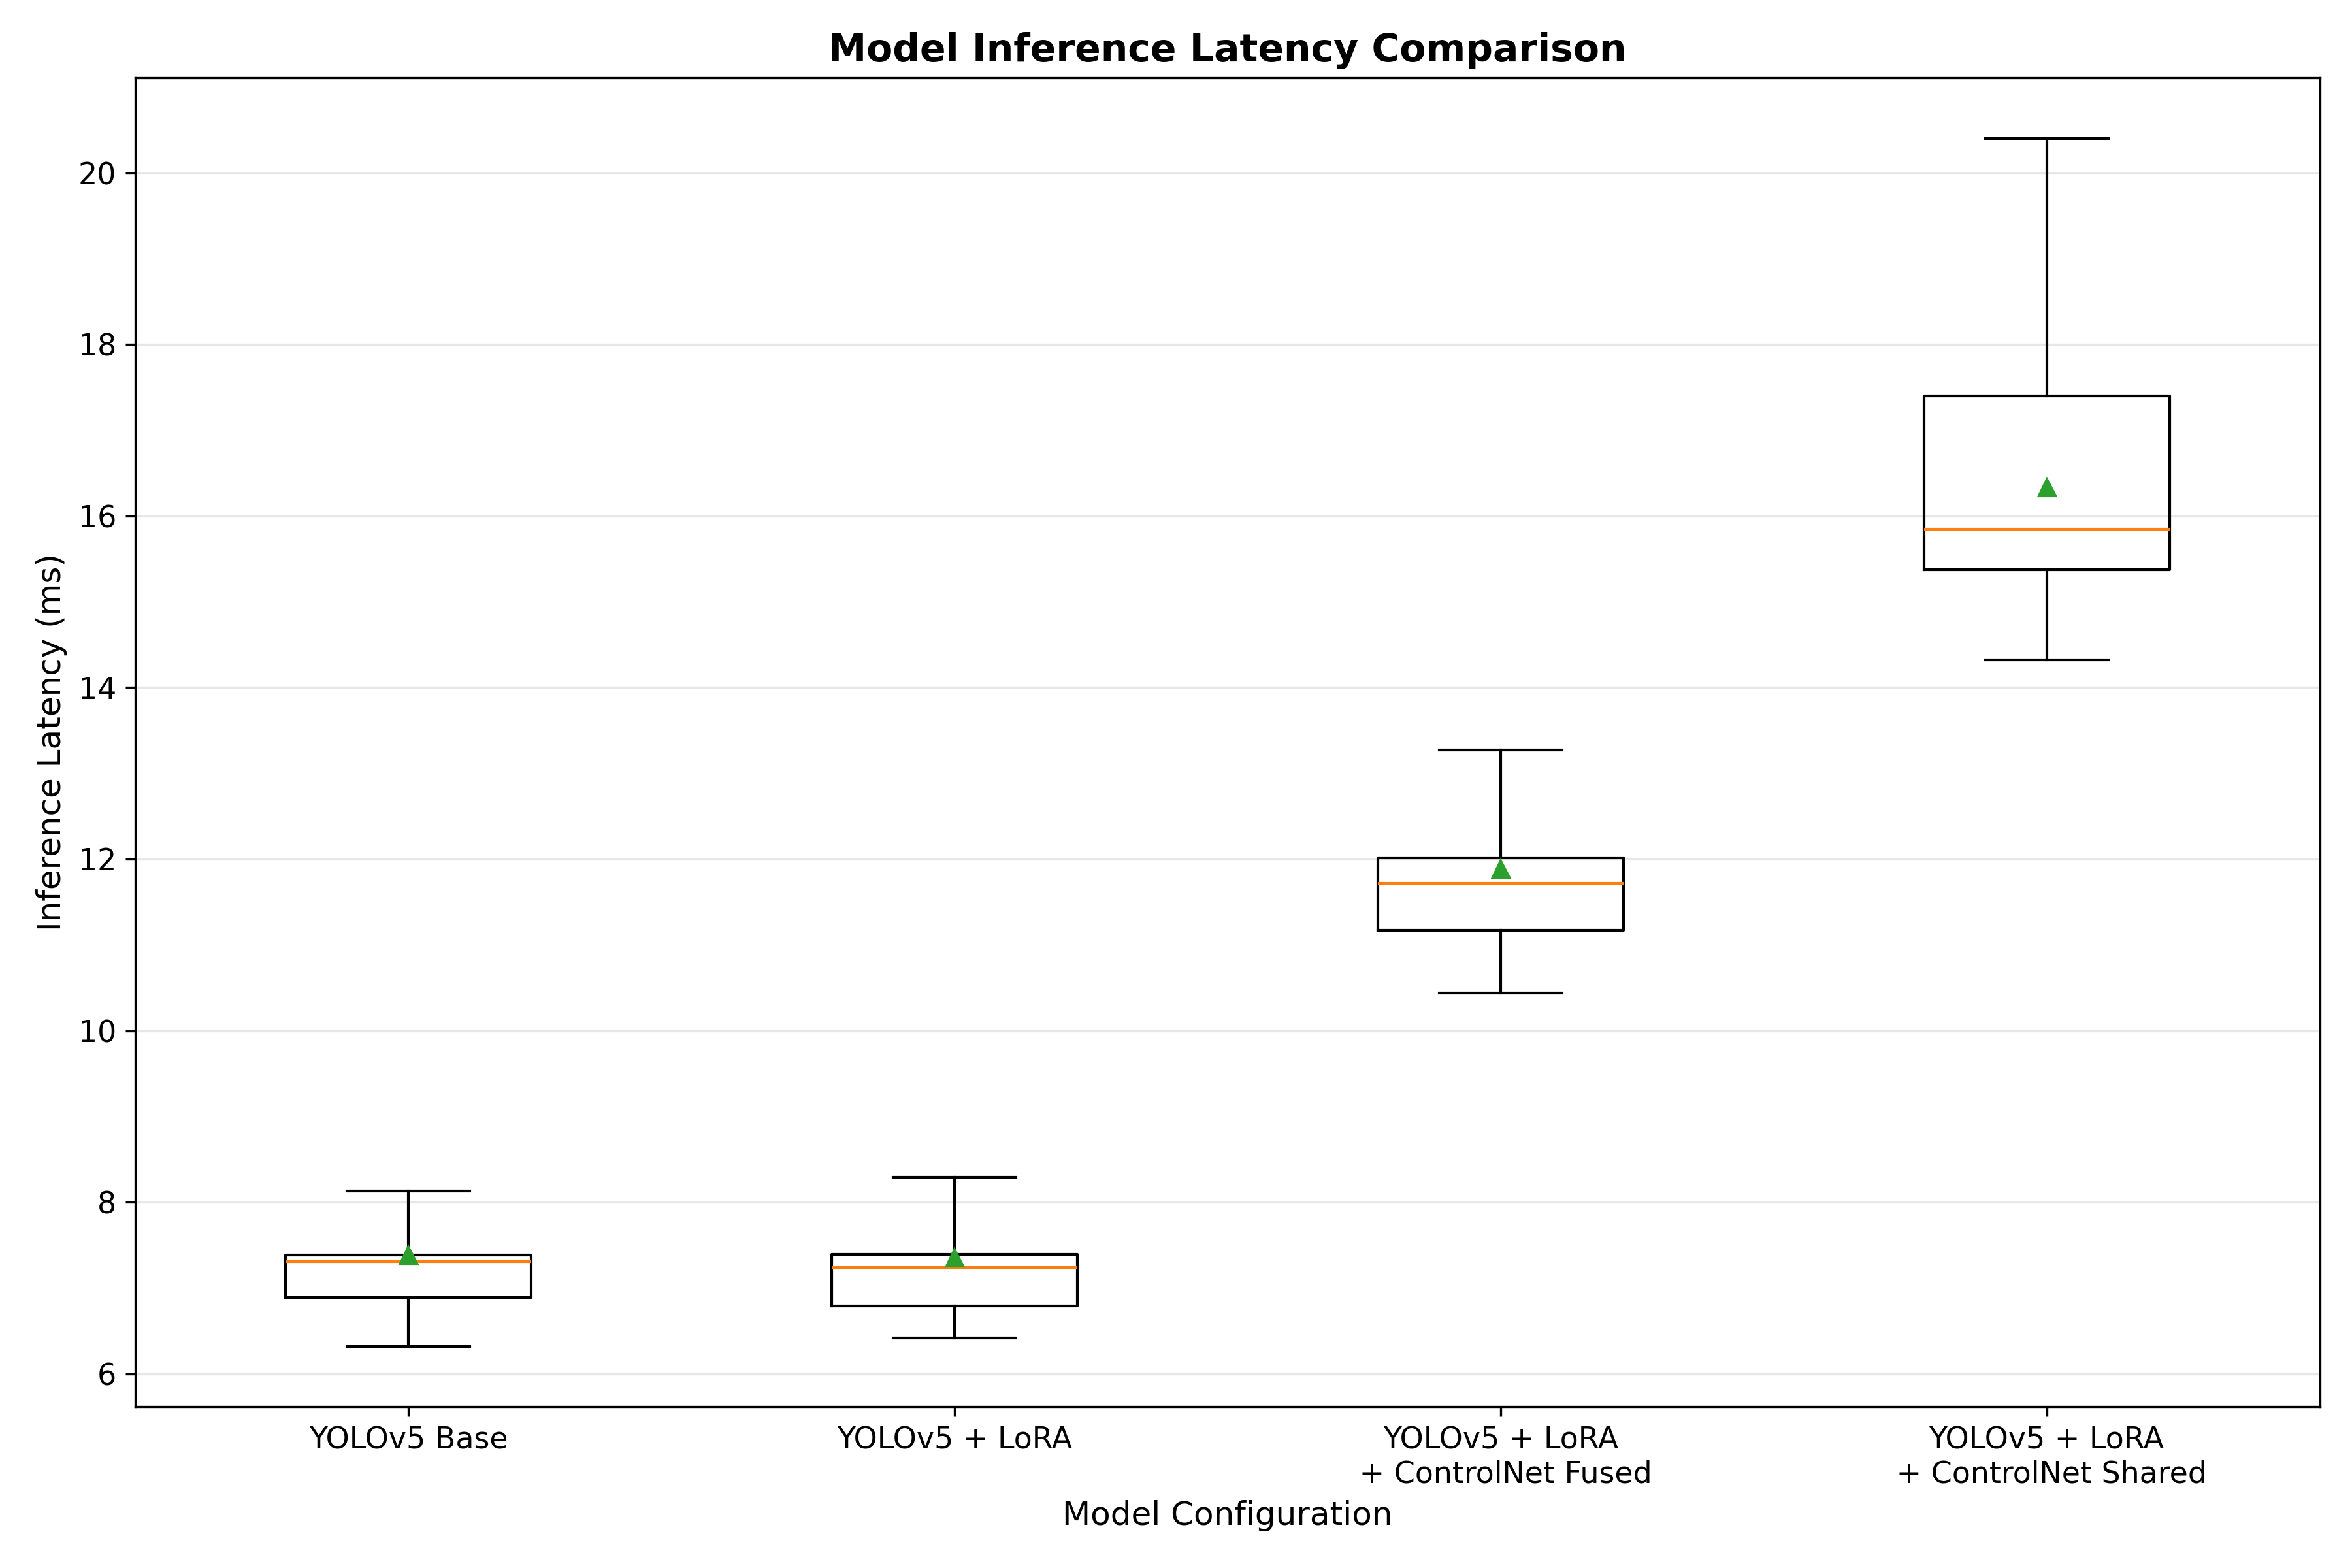 Model Inference Latency Comparison
Inference Latency (ms)
20
18
16
14
12
10
8
6
YOLOv5 Base
YOLOv5 + LoRA
YOLOv5 + LoRA
+ ControlNet Fused
YOLOv5 + LoRA
+ ControlNet Shared
Model Configuration